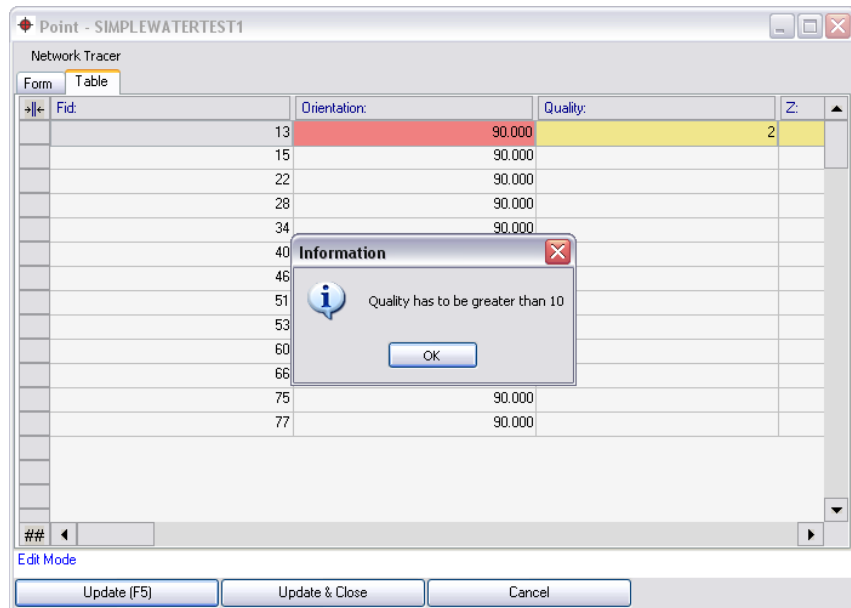 Point - SIMPLEWATERTEST1
Network Tracer
Form Table
Fid: Orientation: Quality: Z:
13 90.000 2
15 90.000
22 90.000
28 90.000
34 90.000
40
46
51
53
60
66
75 90.000
77 90.000
Information
Quality has to be greater than 10
OK
##
Edit Mode
Update (F5) Update & Close Cancel